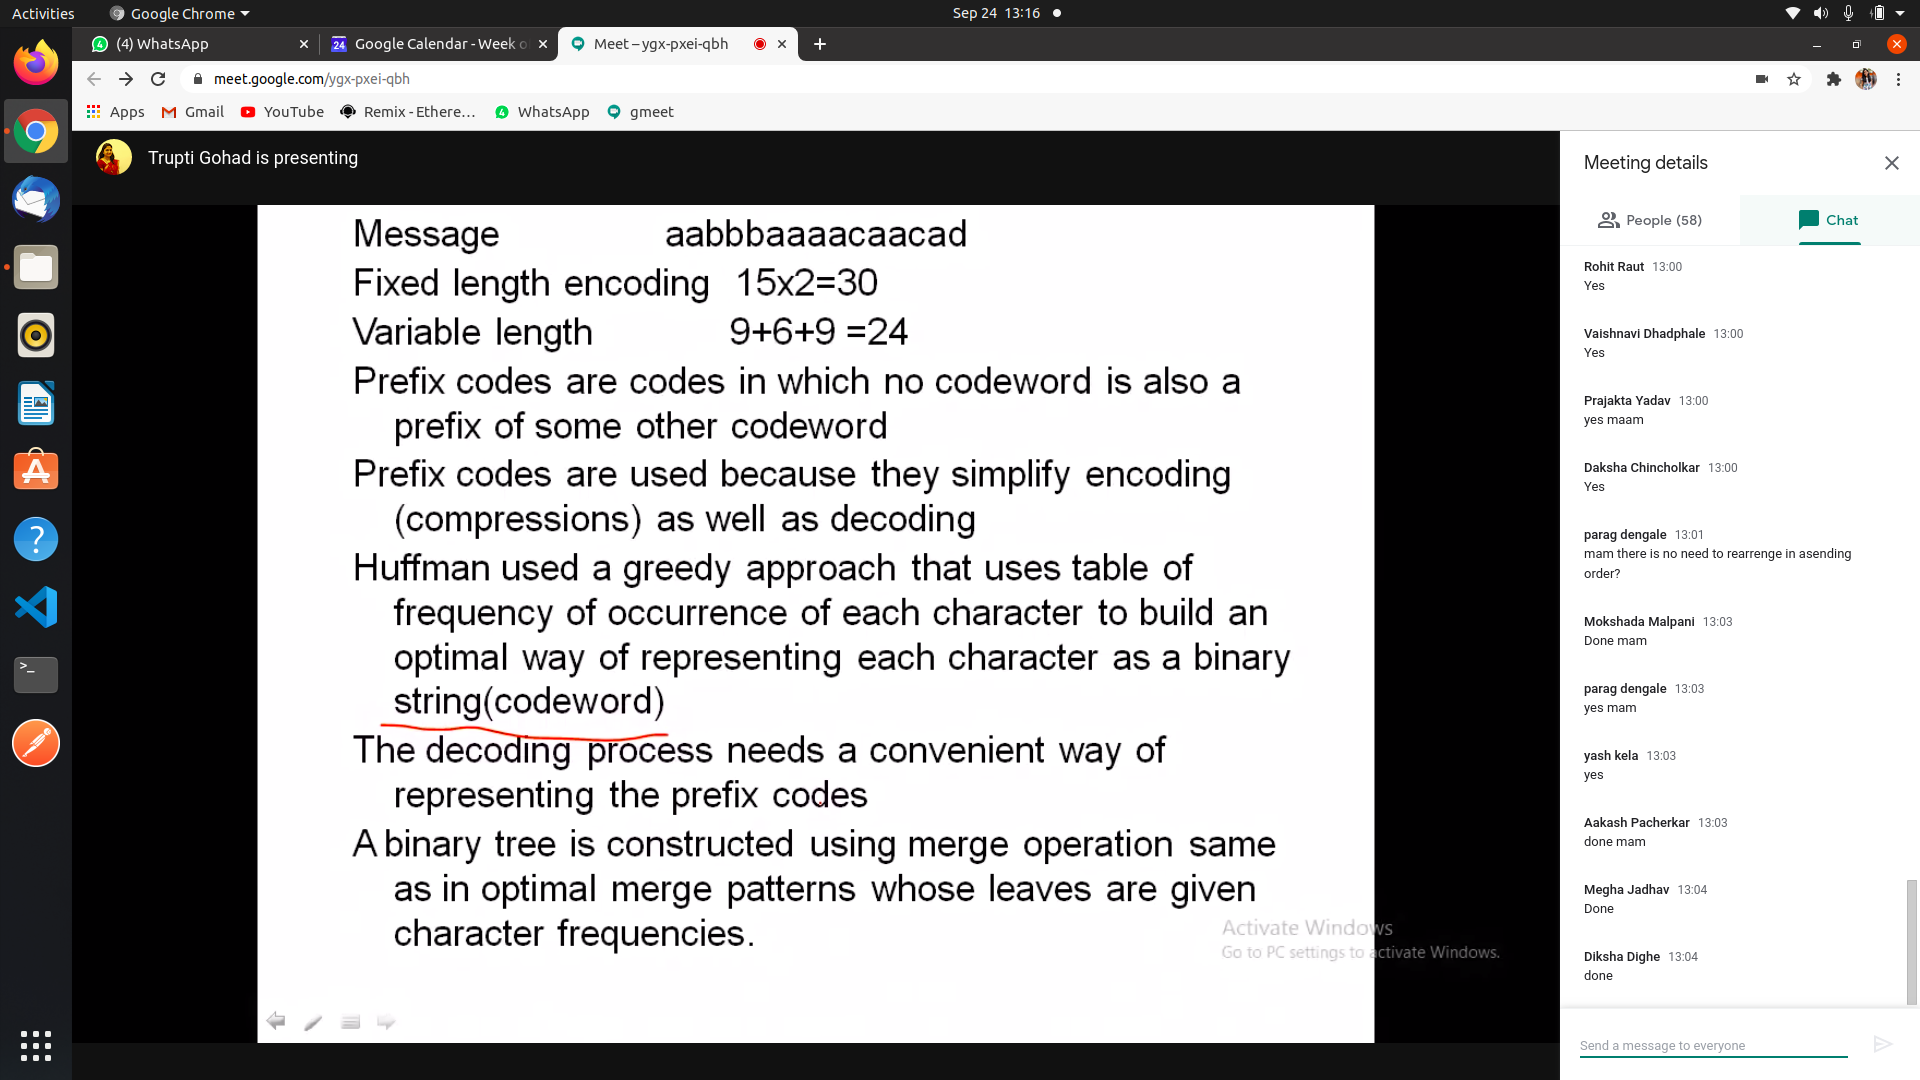 Activities
Google Chrome
Sep 24 13:16
(4) WhatsApp
Google Calendar - Week o
Meet – ygx-pxei-qbh
meet.google.com/ygx-pxei-qbh
Apps
Gmail
YouTube
Remix - Ethere…
WhatsApp
gmeet
Trupti Gohad is presenting
Message aabbbaaaacaacad
Fixed length encoding 15x2=30
Variable length 9+6+9 =24
Prefix codes are codes in which no codeword is also a
prefix of some other codeword
Prefix codes are used because they simplify encoding
(compressions) as well as decoding
Huffman used a greedy approach that uses table of
frequency of occurrence of each character to build an
optimal way of representing each character as a binary
string(codeword)
The decoding process needs a convenient way of
representing the prefix codes
A binary tree is constructed using merge operation same
as in optimal merge patterns whose leaves are given
character frequencies.
Activate Windows
Go to PC settings to activate Windows.
Meeting details
People (58)
Chat
Rohit Raut 13:00
Yes
Vaishnavi Dhadphale 13:00
Yes
Prajakta Yadav 13:00
yes maam
Daksha Chincholkar 13:00
Yes
parag dengale 13:01
mam there is no need to rearrenge in asending
order?
Mokshada Malpani 13:03
Done mam
parag dengale 13:03
yes mam
yash kela 13:03
yes
Aakash Pacherkar 13:03
done mam
Megha Jadhav 13:04
Done
Diksha Dighe 13:04
done
Send a message to everyone